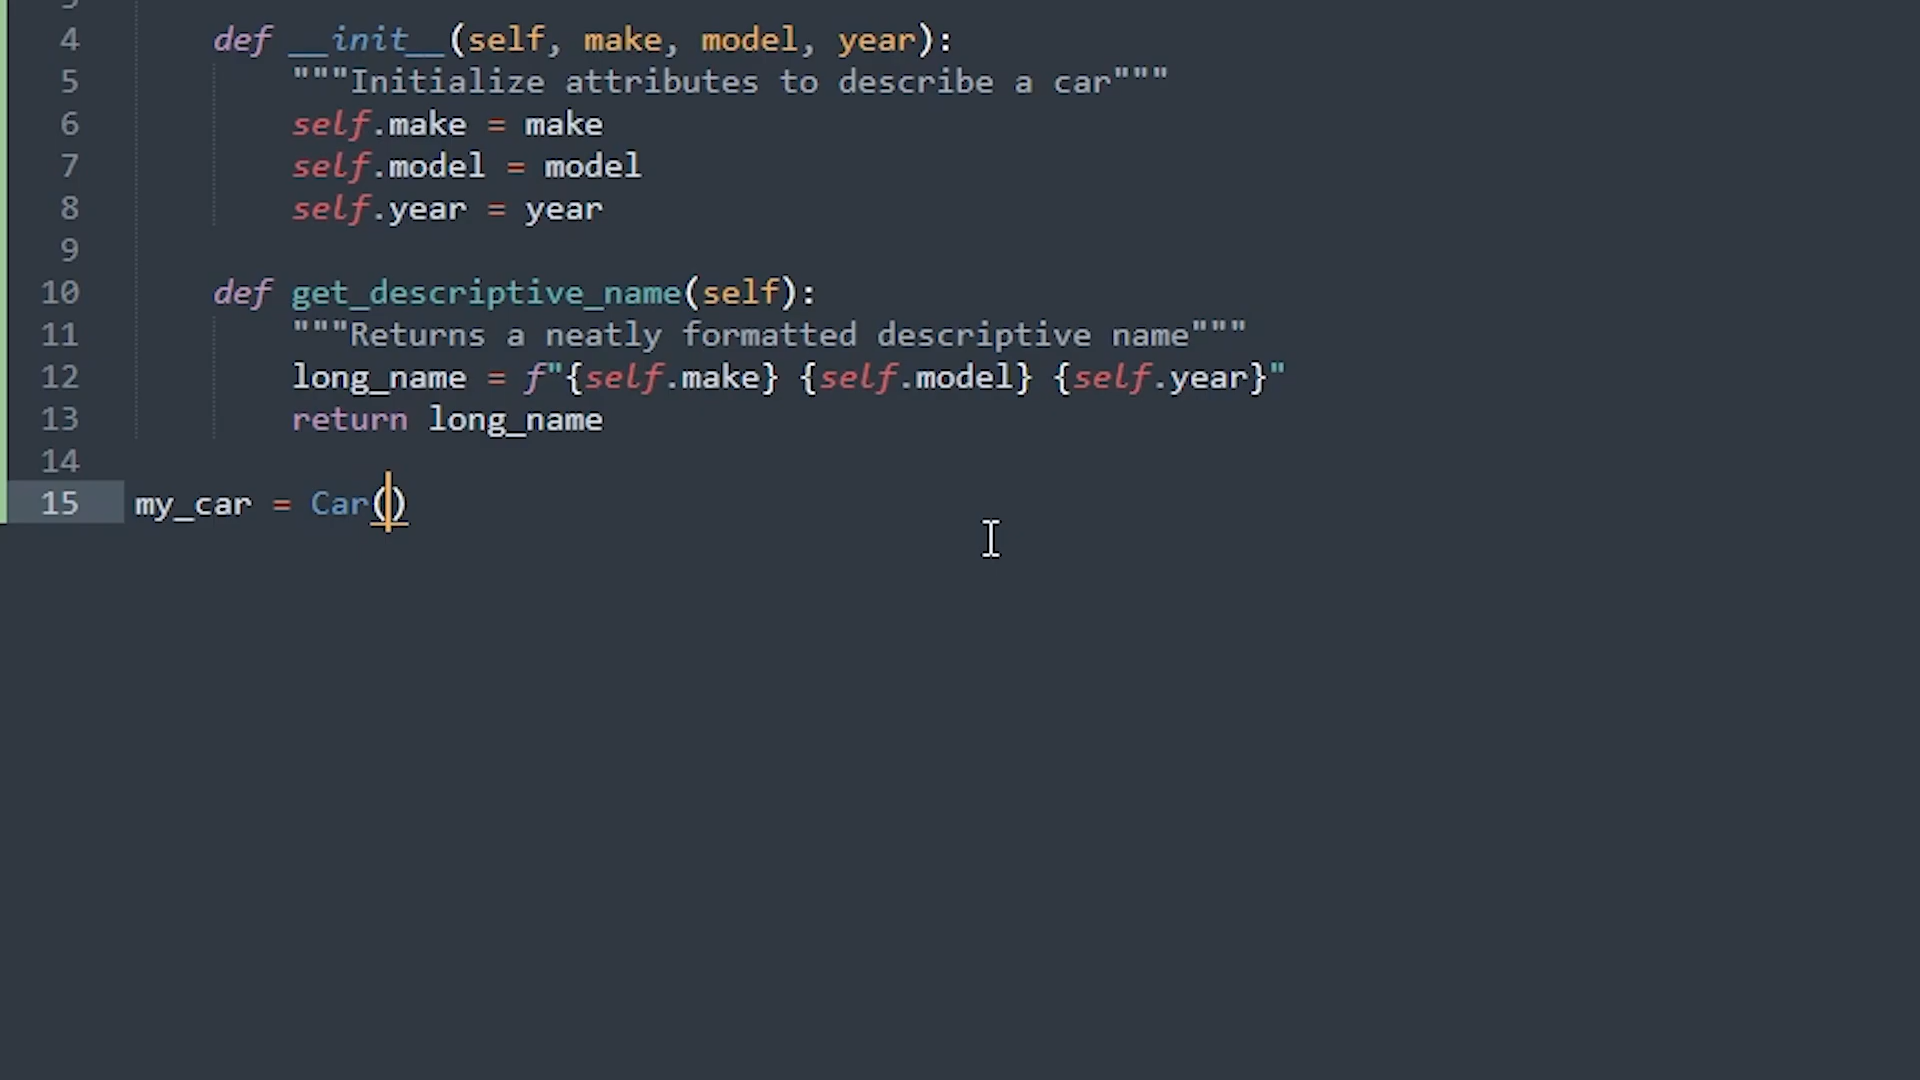 4 def __init__(self, make, model, year):
5 """Initialize attributes to describe a car"""
6 self.make = make
7 self.model = model
8 self.year = year
9
10 def get_descriptive_name(self):
11 """Returns a neatly formatted descriptive name"""
12 long_name = f"{self.make} {self.model} {self.year}"
13 return long_name
14
15 my_car = Car()